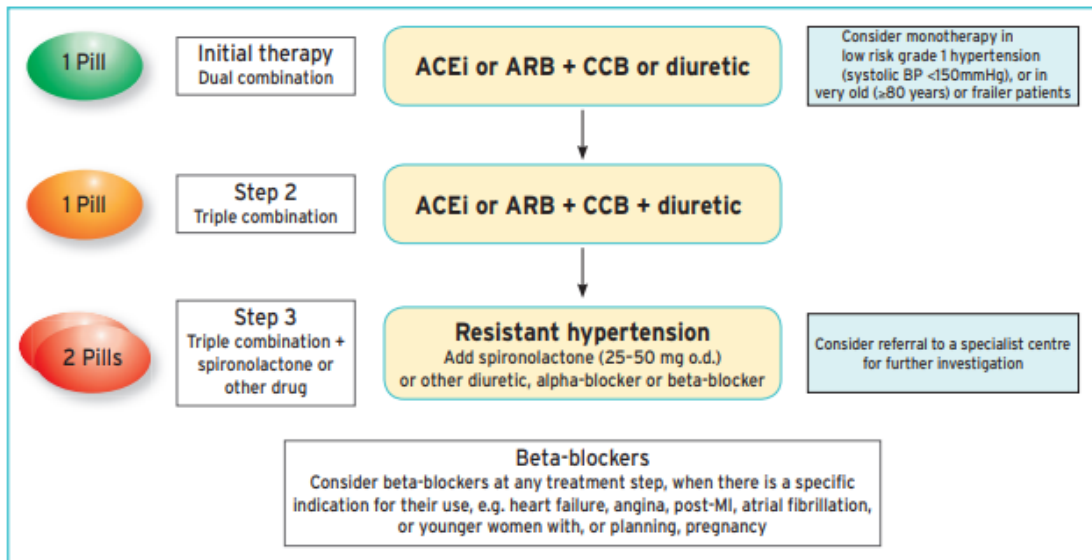 1 Pill
Initial therapy
Dual combination
ACEi or ARB + CCB or diuretic
Consider monotherapy in
low risk grade 1 hypertension
(systolic BP <150mmHg), or in
very old (≥80 years) or frailer patients
1 Pill
Step 2
Triple combination
ACEi or ARB + CCB + diuretic
2 Pills
Step 3
Triple combination +
spironolactone or
other drug
Resistant hypertension
Add spironolactone (25–50 mg o.d.)
or other diuretic, alpha-blocker or beta-blocker
Consider referral to a specialist centre
for further investigation
Beta-blockers
Consider beta-blockers at any treatment step, when there is a specific
indication for their use, e.g. heart failure, angina, post-MI, atrial fibrillation,
or younger women with, or planning, pregnancy